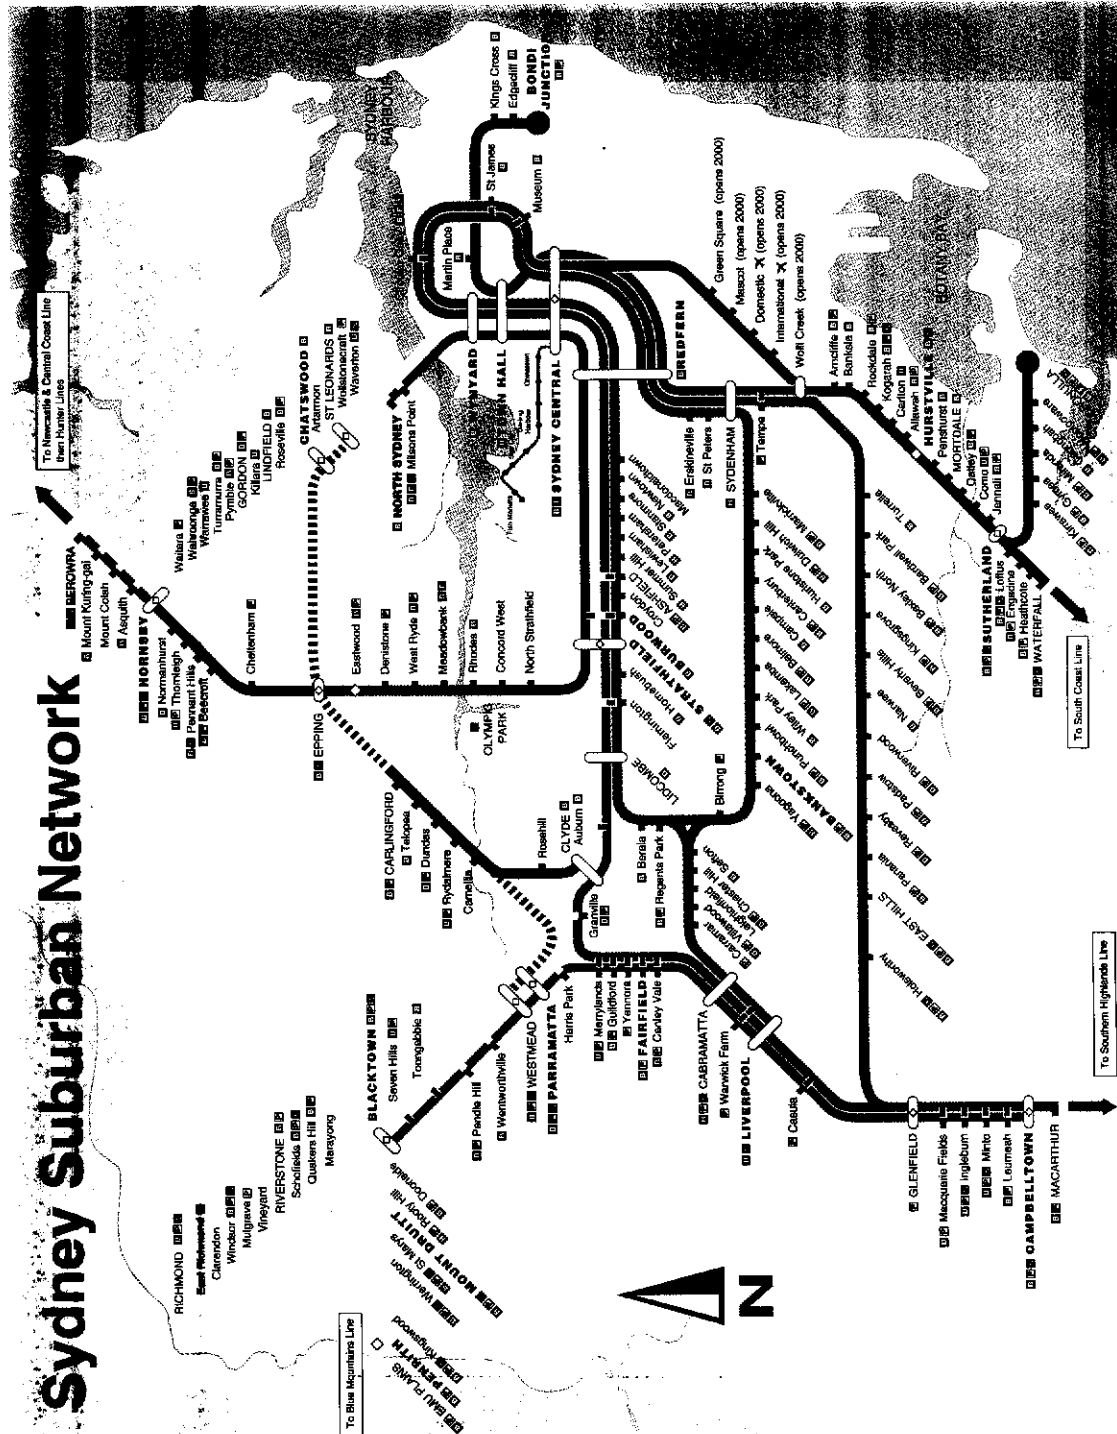 Sydney Suburban Network
To Newcastle & Central Coast Line
then Hunter Lines
BEROWRA
Mount Kuring-gai
Mount Colah
Asquith
HORNSBY
Normanhurst
Thornleigh
Pennant Hills
Beecroft
Cheltenham
EPPING
Eastwood
Denistone
West Ryde
Meadowbank
Rhodes
Concord West
North Strathfield
OLYMPIC
PARK
Waitara
Wahroonga
Warrawee
Turramurra
Pymble
GORDON
Killara
LINDFIELD
Roseville
CHATSWOOD
Artarmon
ST LEONARDS
Wollstonecraft
Waverton
NORTH SYDNEY
Milsons Point
WYNYARD
TOWN HALL
SYDNEY CENTRAL
REDFERN
Martin Place
St James
Museum
Kings Cross
Edgecliff
BONDI
JUNCTION
SYDNEY
HARBOUR
Fish Market
Green Square (opens 2000)
Mascot (opens 2000)
Domestic (opens 2000)
International (opens 2000)
Wolli Creek (opens 2000)
BOTANY BAY
Arncliffe
Banksia
Rockdale
Kogarah
Carlton
Allawah
HURSTVILLE
Penshurst
MORTDALE
Oatley
Como
Jannali
SUTHERLAND
Loftus
Engadine
Heathcote
WATERFALL
Kirrawee
Gymea
Miranda
To South Coast Line
Erskineville
St Peters
SYDENHAM
Tempe
Macdonaldtown
Newtown
Stanmore
Petersham
Lewisham
Summer Hill
ASHFIELD
Croydon
BURWOOD
STRATHFIELD
Homebush
Flemington
LIDCOMBE
Marrickville
Dulwich Hill
Hurlstone Park
Canterbury
Campsie
Belmore
Lakemba
Wiley Park
Punchbowl
BANKSTOWN
Yagoona
Birrong
Turrella
Bardwell Park
Bexley North
Kingsgrove
Beverly Hills
Narwee
Riverwood
Padstow
Revesby
Panania
EAST HILLS
Holsworthy
CARLINGFORD
Telopea
Dundas
Rydalmere
Camellia
Rosehill
CLYDE
Auburn
Granville
Berala
Regents Park
Sefton
Chester Hill
Leightonfield
Villawood
Carramar
Harris Park
PARRAMATTA
WESTMEAD
Wentworthville
Pendle Hill
Toongabbie
Seven Hills
BLACKTOWN
Merrylands
Guildford
Yennora
FAIRFIELD
Canley Vale
CABRAMATTA
Warwick Farm
LIVERPOOL
Casula
GLENFIELD
Macquarie Fields
Ingleburn
Minto
Leumeah
CAMPBELLTOWN
MACARTHUR
To Southern Highlands Line
RICHMOND
East Richmond
Clarendon
Windsor
Mulgrave
Vineyard
RIVERSTONE
Schofields
Quakers Hill
Marayong
Doonside
Rooty Hill
MOUNT DRUITT
St Marys
Werrington
Kingswood
PENRITH
EMU PLAINS
To Blue Mountains Line
N